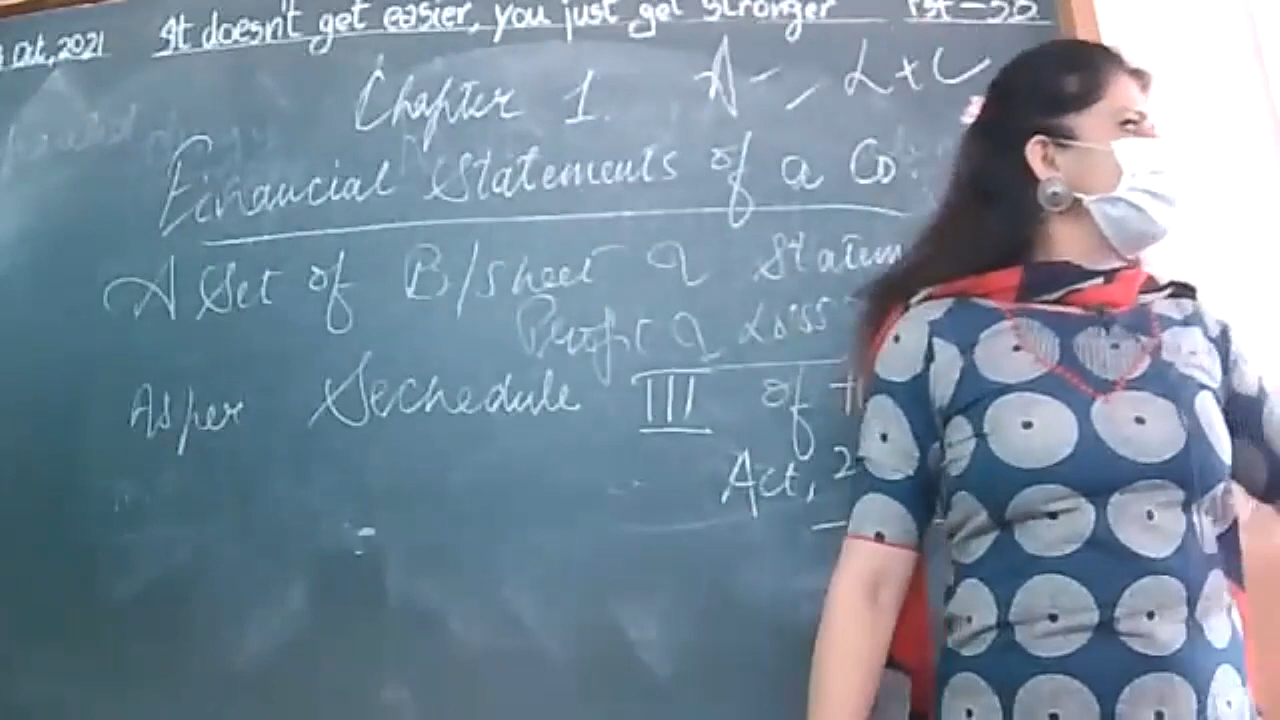 Oct, 2021 It doesn't get easier, you just get stronger
Chapter 1. A = L + C
Financial Statements of a Co.
A Set of B/sheet & Statem
Profit & Loss
As per Sechedule III of
Act, 2